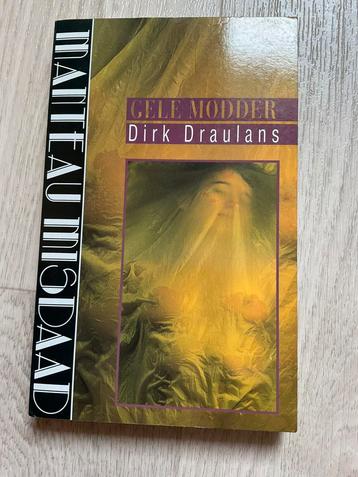 MANTEAU MISDAAD
GELE MODDER
Dirk Draulans